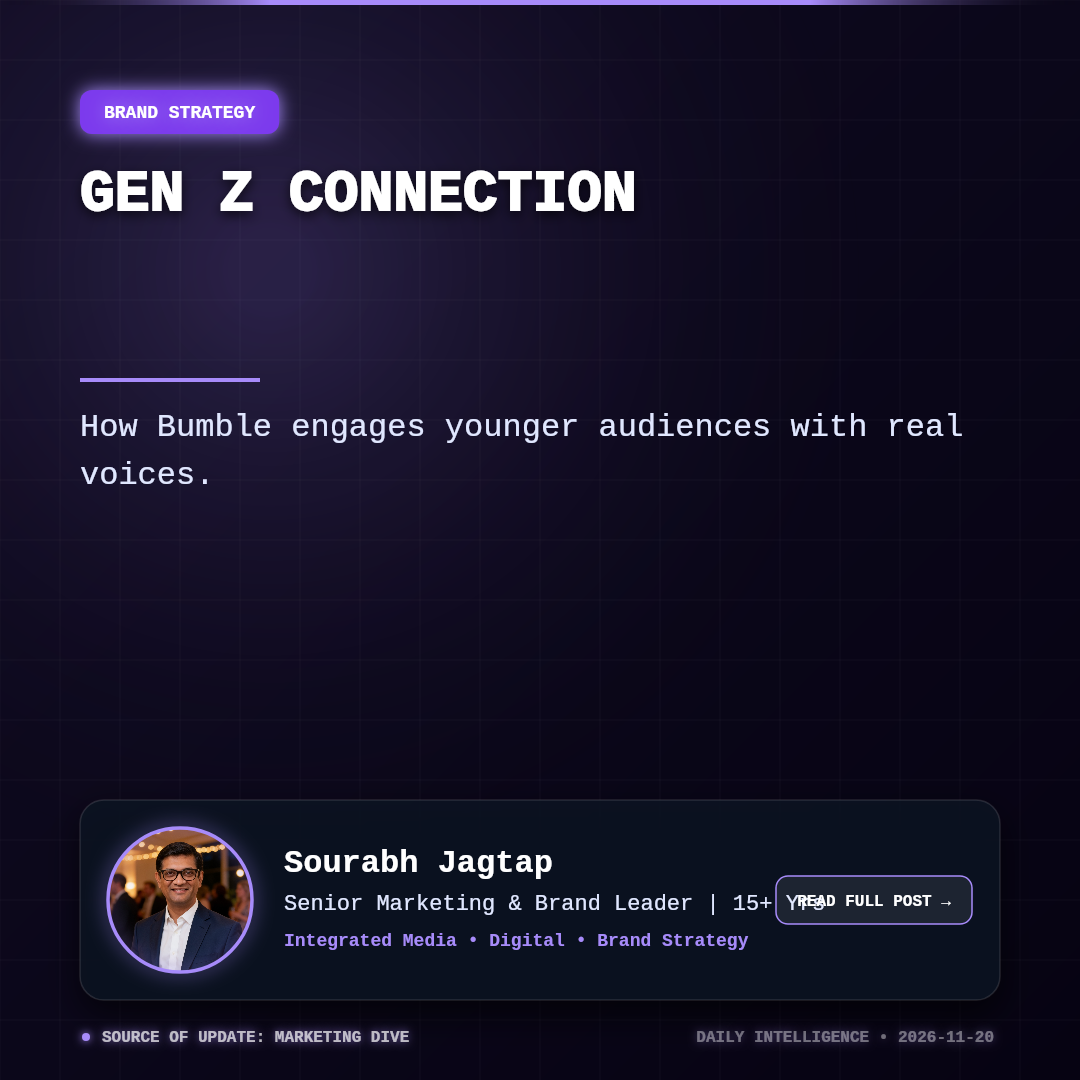 BRAND STRATEGY
GEN Z CONNECTION
How Bumble engages younger audiences with real
voices.
Sourabh Jagtap
Senior Marketing & Brand Leader | 15+ Yrs
READ FULL POST →
Integrated Media • Digital • Brand Strategy
SOURCE OF UPDATE: MARKETING DIVE
DAILY INTELLIGENCE • 2026-11-20